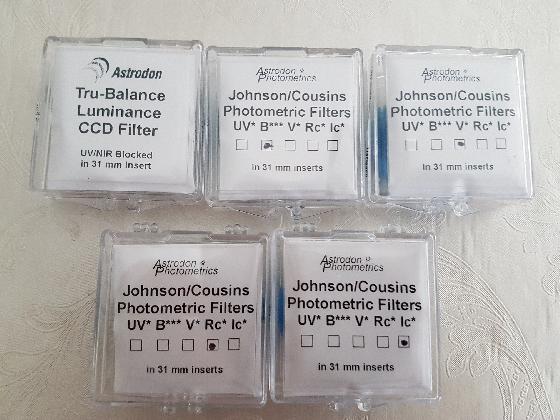 Astrodon
Tru-Balance
Luminance
CCD Filter
UV/NIR Blocked
in 31 mm insert
Astrodon
Photometrics
Johnson/Cousins
Photometric Filters
UV* B*** V* Rc* Ic*
in 31 mm inserts
Astrodon
Photometrics
Johnson/Cousins
Photometric Filters
UV* B*** V* Rc* Ic*
in 31 mm inserts
Astrodon
Photometrics
Johnson/Cousins
Photometric Filters
UV* B*** V* Rc* Ic*
in 31 mm inserts
Astrodon
Photometrics
Johnson/Cousins
Photometric Filters
UV* B*** V* Rc* Ic*
in 31 mm inserts